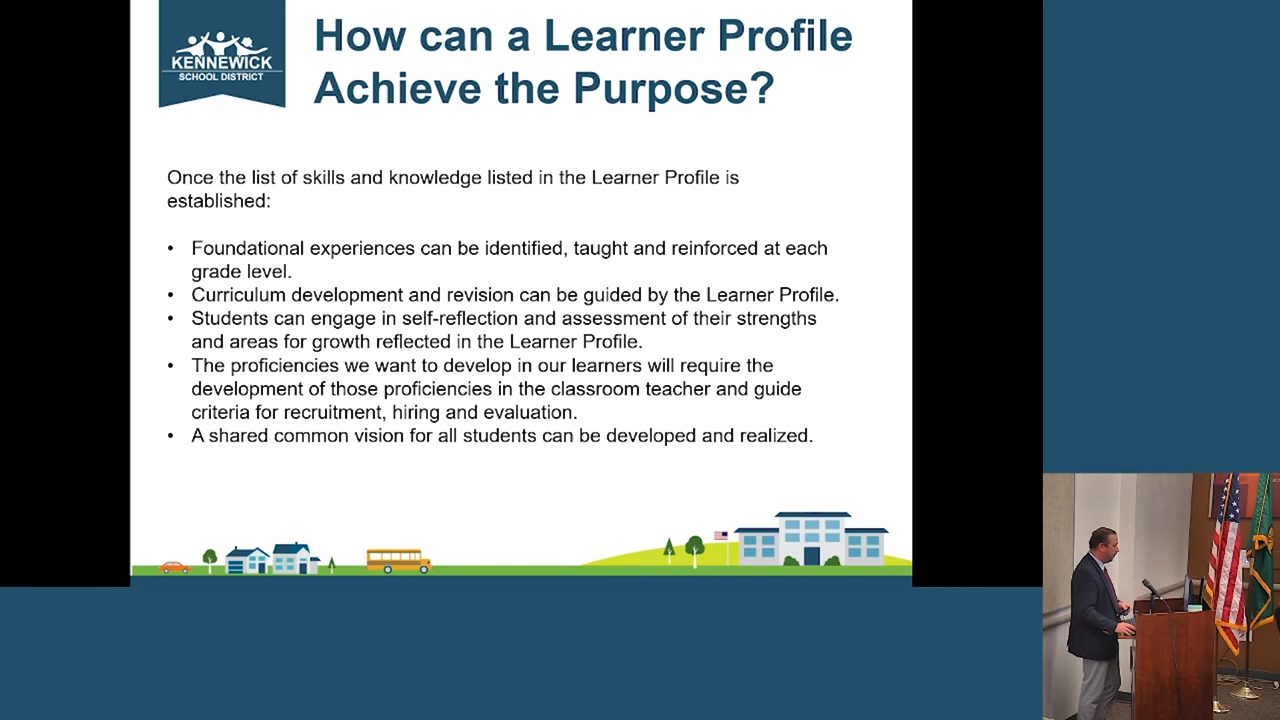 KENNEWICK
SCHOOL DISTRICT
How can a Learner Profile
Achieve the Purpose?
Once the list of skills and knowledge listed in the Learner Profile is
established:
• Foundational experiences can be identified, taught and reinforced at each
grade level.
• Curriculum development and revision can be guided by the Learner Profile.
• Students can engage in self-reflection and assessment of their strengths
and areas for growth reflected in the Learner Profile.
• The proficiencies we want to develop in our learners will require the
development of those proficiencies in the classroom teacher and guide
criteria for recruitment, hiring and evaluation.
• A shared common vision for all students can be developed and realized.